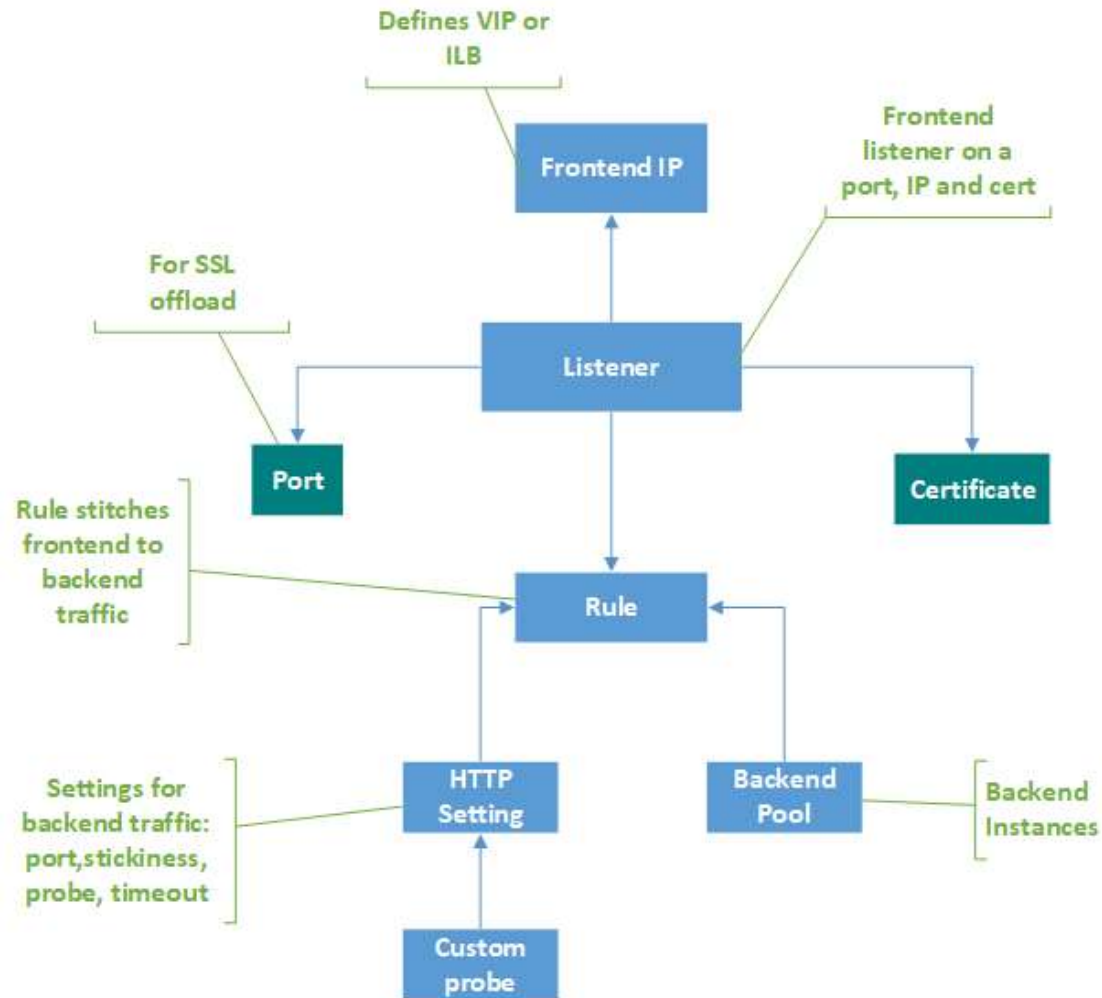 Defines VIP or
ILB
Frontend IP
Frontend
listener on a
port, IP and cert
For SSL
offload
Listener
Port
Certificate
Rule stitches
frontend to
backend
traffic
Rule
Settings for
backend traffic:
port,stickiness,
probe, timeout
HTTP
Setting
Backend
Pool
Backend
Instances
Custom
probe